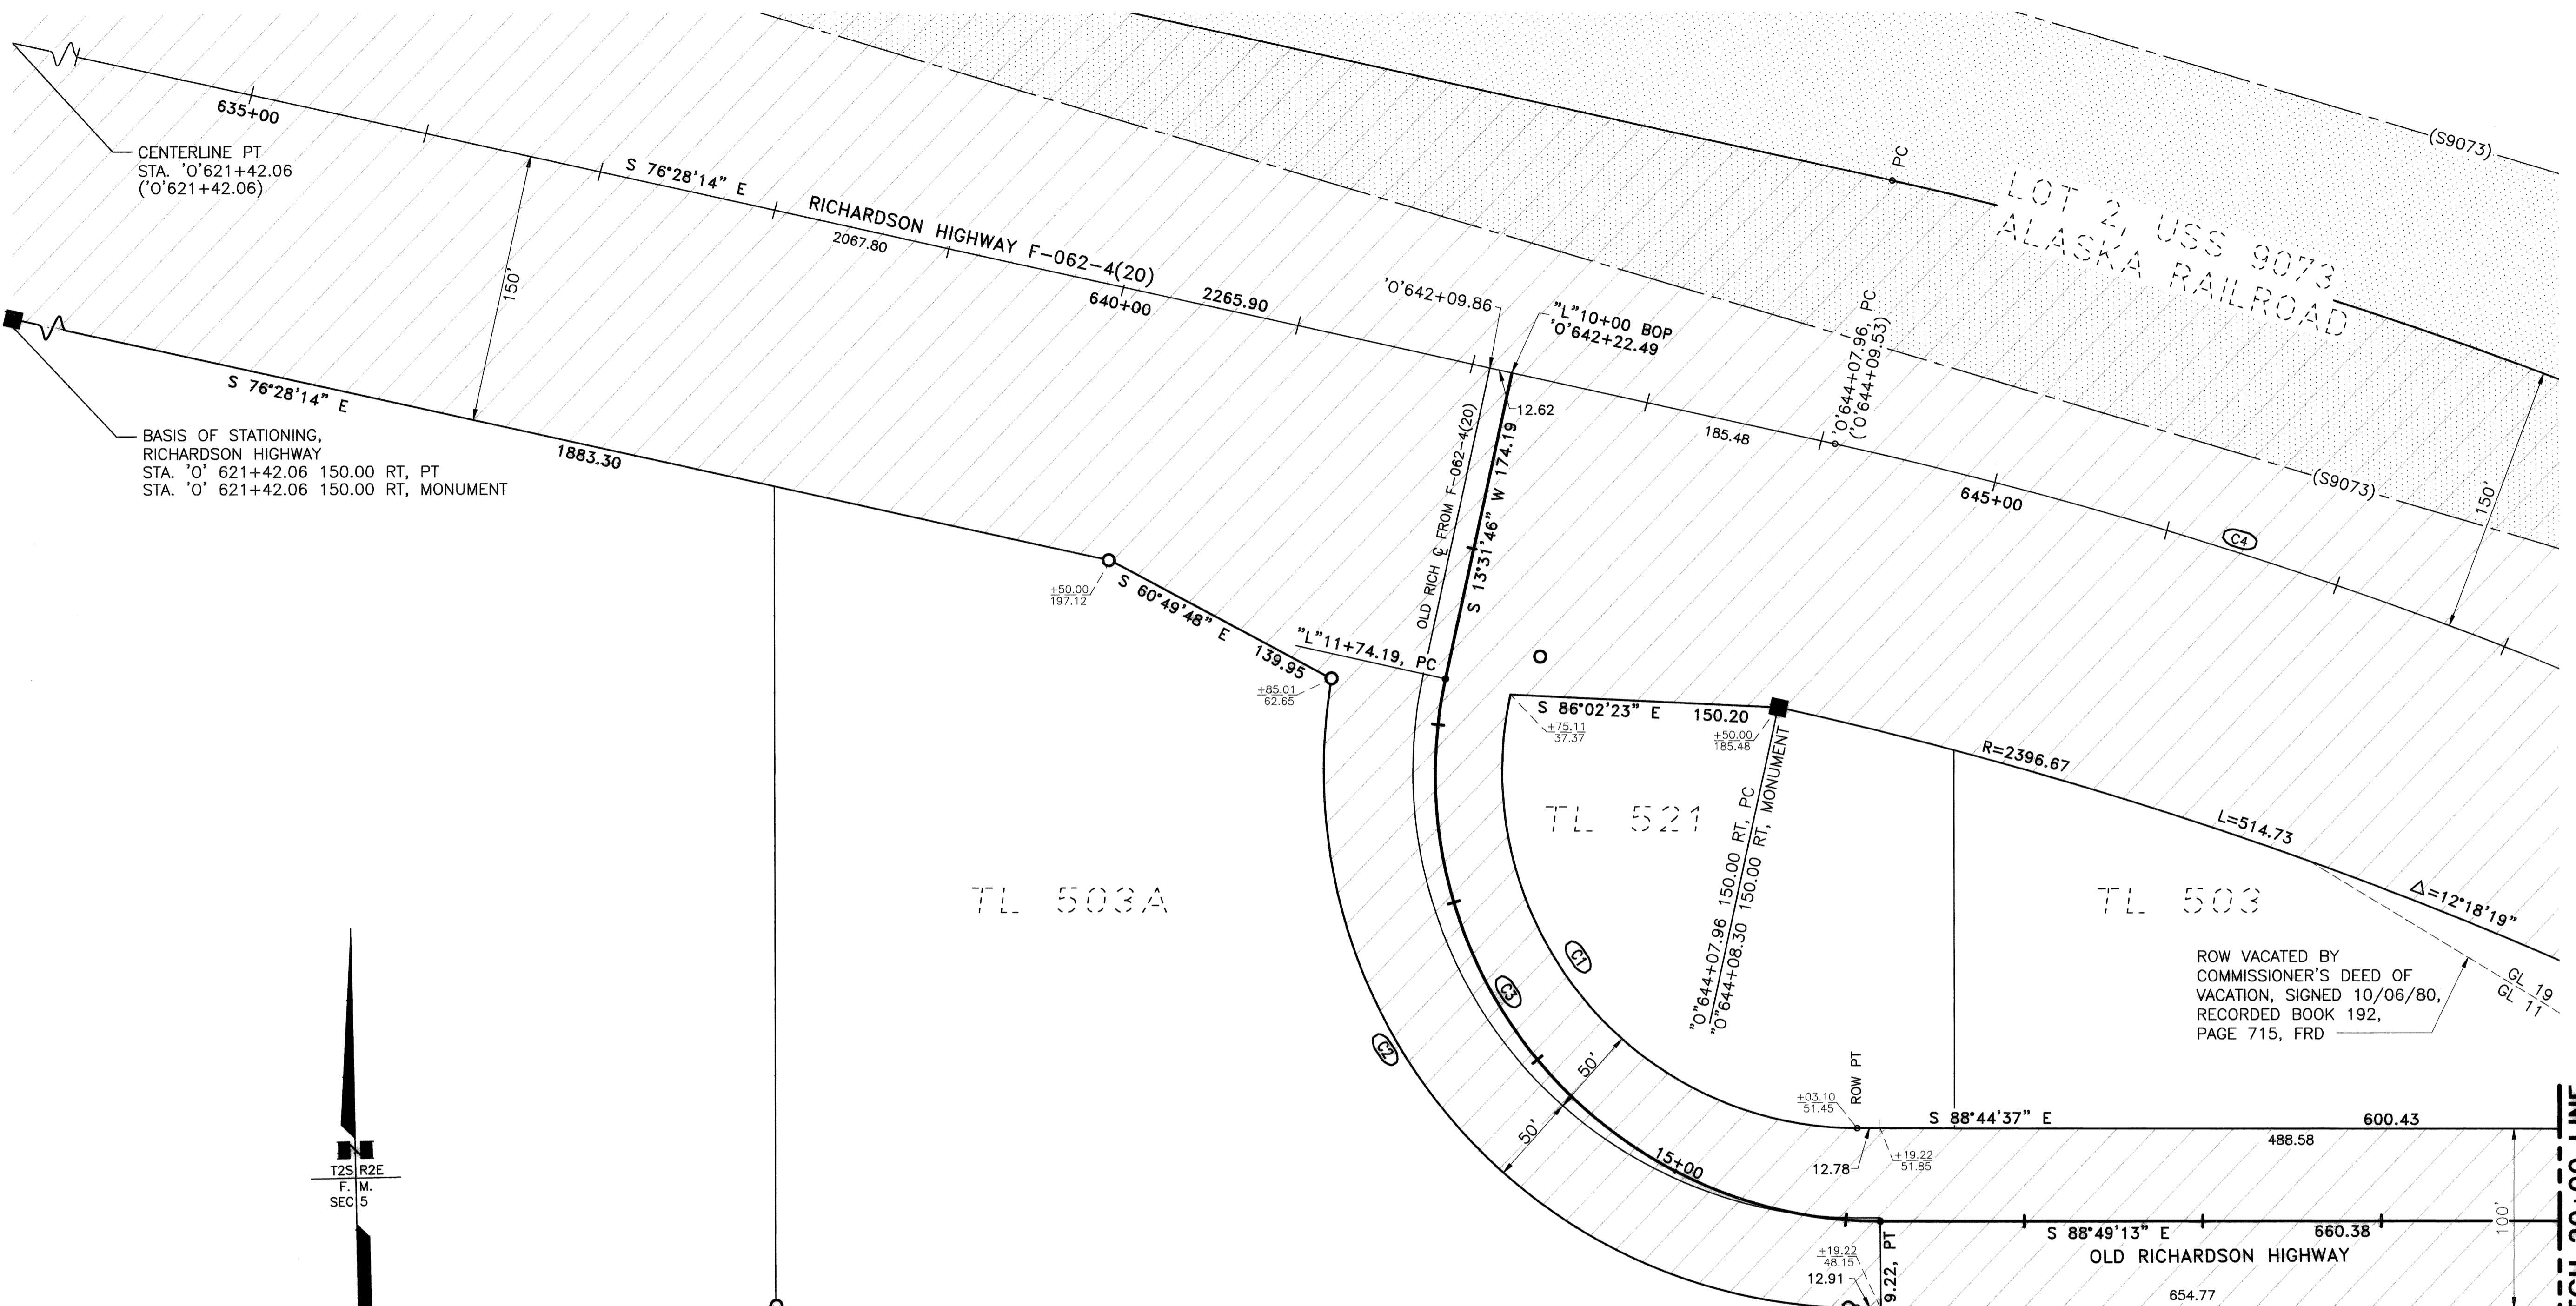 635+00
CENTERLINE PT
STA. 'O'621+42.06
('O'621+42.06)
S 76°28'14" E
RICHARDSON HIGHWAY F-062-4(20)
2067.80
150'
640+00
2265.90
'O'642+09.86
"L"10+00 BOP
'O'642+22.49
12.62
185.48
'O'644+07.96, PC
('O'644+09.53)
PC
LOT 2, USS 9073
ALASKA RAILROAD
(S9073)
(S9073)
645+00
C4
150'
S 76°28'14" E
BASIS OF STATIONING,
RICHARDSON HIGHWAY
STA. 'O' 621+42.06 150.00 RT, PT
STA. 'O' 621+42.06 150.00 RT, MONUMENT
1883.30
+50.00
197.12
S 60°49'48" E
139.95
"L"11+74.19, PC
+85.01
62.65
OLD RICH ℄ FROM F-062-4(20)
S 13°31'46" W 174.19
S 86°02'23" E 150.20
+75.11
37.37
+50.00
185.48
R=2396.67
L=514.73
Δ=12°18'19"
TL 521
"O"644+07.96 150.00 RT, PC
"O"644+08.30 150.00 RT, MONUMENT
TL 503A
TL 503
ROW VACATED BY
COMMISSIONER'S DEED OF
VACATION, SIGNED 10/06/80,
RECORDED BOOK 192,
PAGE 715, FRD
GL 19
GL 11
C1
C3
C2
50'
50'
15+00
ROW PT
+03.10
51.45
S 88°44'37" E
600.43
488.58
12.78
+19.22
51.85
N
T2S R2E
F. M.
SEC 5
S 88°49'13" E
660.38
OLD RICHARDSON HIGHWAY
100'
+19.22
48.15
12.91
9.22, PT
654.77